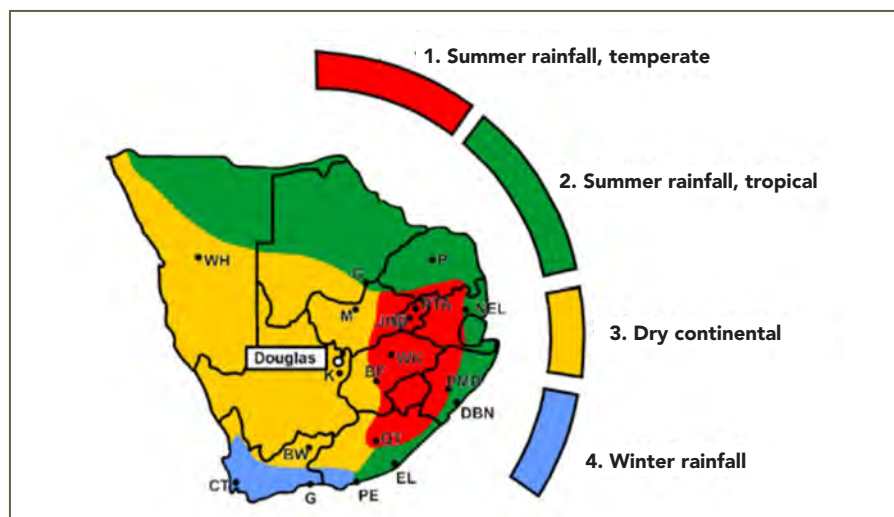 1. Summer rainfall, temperate
2. Summer rainfall, tropical
WH
P
G
PTA
NEL
M
JNB
3. Dry continental
Douglas
WK
K
BF
PMB
DBN
QT
BW
4. Winter rainfall
EL
CT
G
PE